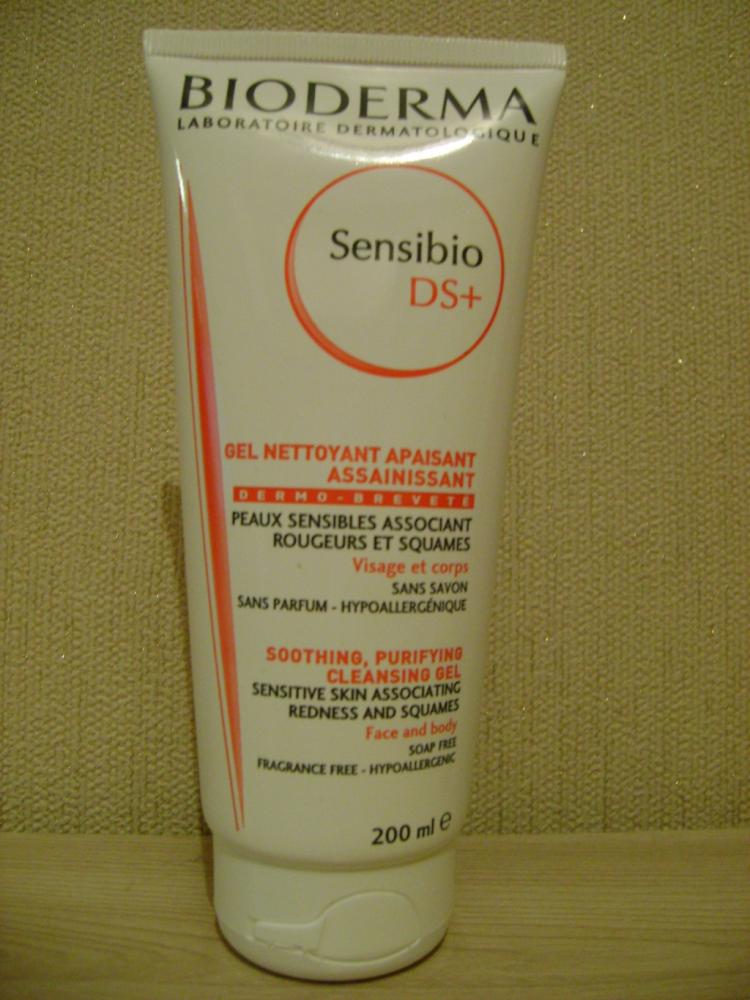 BIODERMA
LABORATOIRE DERMATOLOGIQUE
Sensibio
DS+
GEL NETTOYANT APAISANT
ASSAINISSANT
DERMO-BREVETÉ
PEAUX SENSIBLES ASSOCIANT
ROUGEURS ET SQUAMES
Visage et corps
SANS SAVON
SANS PARFUM - HYPOALLERGÉNIQUE
SOOTHING, PURIFYING
CLEANSING GEL
SENSITIVE SKIN ASSOCIATING
REDNESS AND SQUAMES
Face and body
SOAP FREE
FRAGRANCE FREE - HYPOALLERGENIC
200 ml e